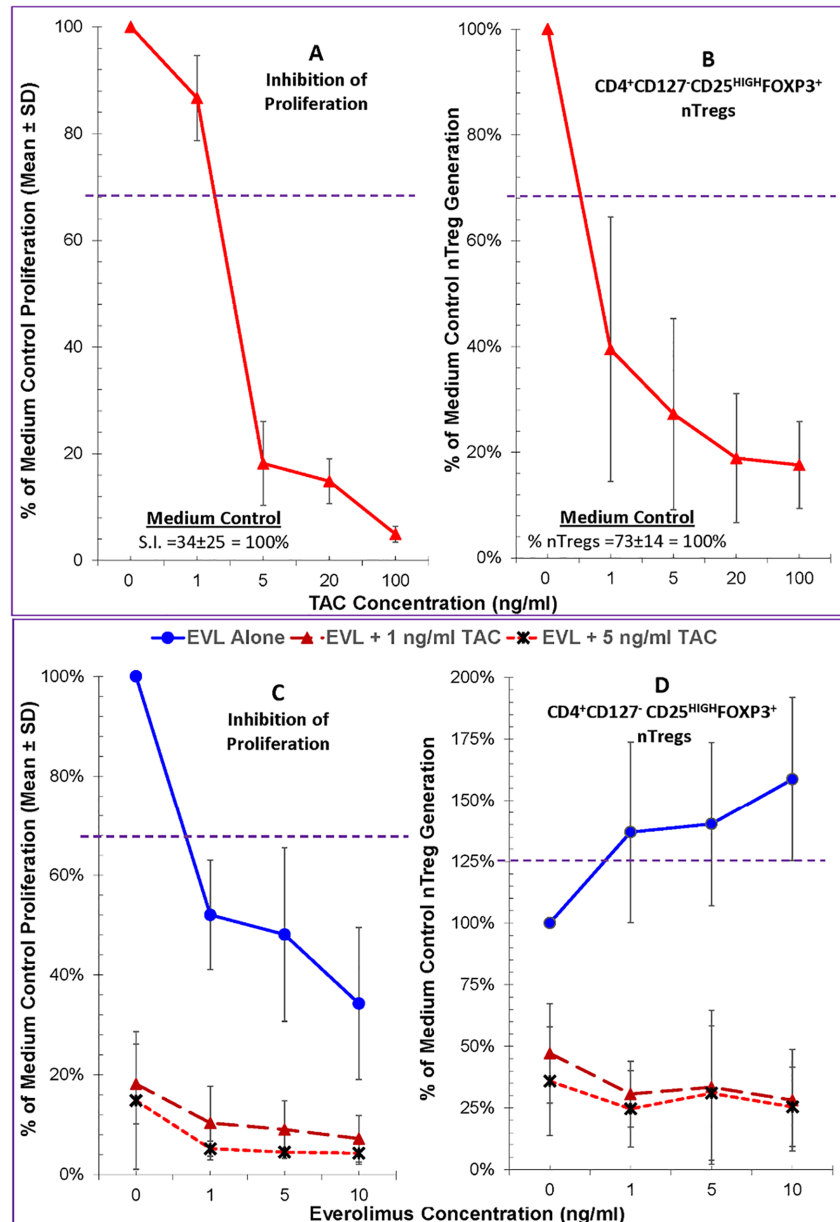 A
Inhibition of
Proliferation
% of Medium Control Proliferation (Mean ± SD)
100
80
60
40
20
0
Medium Control
S.I. =34±25 = 100%
0 1 5 20 100
B
CD4⁺CD127⁻CD25ᴴᴵᴳᴴFOXP3⁺
nTregs
% of Medium Control nTreg Generation
100%
80%
60%
40%
20%
0%
Medium Control
% nTregs =73±14 = 100%
0 1 5 20 100
TAC Concentration (ng/ml)
EVL Alone EVL + 1 ng/ml TAC EVL + 5 ng/ml TAC
C
Inhibition of
Proliferation
% of Medium Control Proliferation (Mean ± SD)
100%
80%
60%
40%
20%
0%
0 1 5 10
D
CD4⁺CD127⁻ CD25ᴴᴵᴳᴴFOXP3⁺
nTregs
% of Medium Control nTreg Generation
200%
175%
150%
125%
100%
75%
50%
25%
0%
0 1 5 10
Everolimus Concentration (ng/ml)